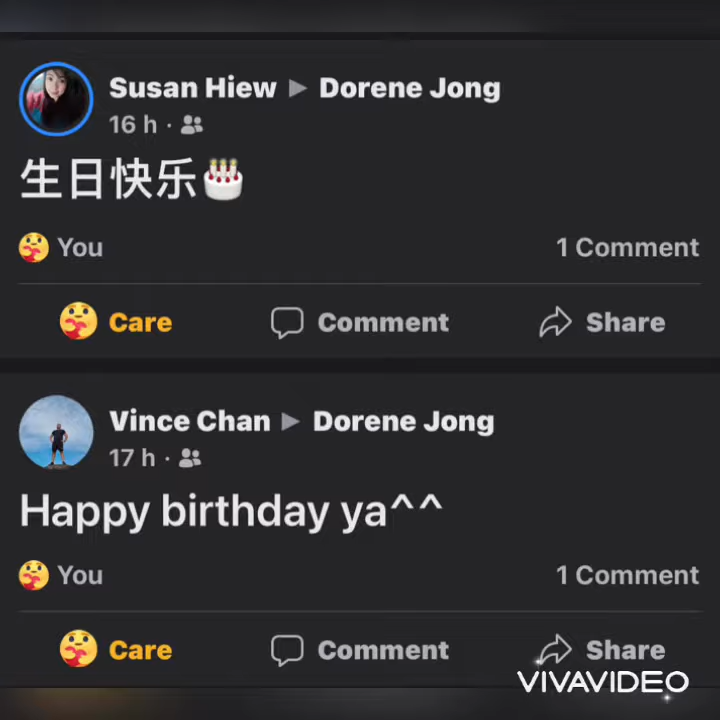 Susan Hiew ▶ Dorene Jong
16 h ·
生日快乐🎂
You 1 Comment
Care Comment Share
Vince Chan ▶ Dorene Jong
17 h ·
Happy birthday ya^^
You 1 Comment
Care Comment Share
VIVAVIDEO